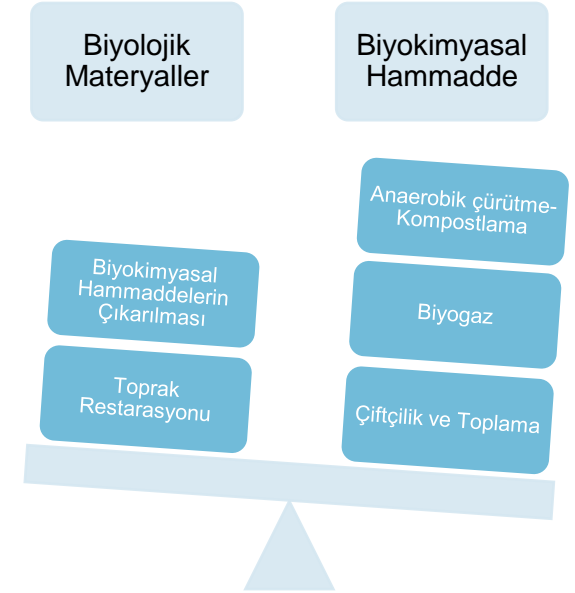 Biyolojik
Materyaller
Biyokimyasal
Hammadde
Biyokimyasal
Hammaddelerin
Çıkarılması
Toprak
Restarasyonu
Anaerobik çürütme-
Kompostlama
Biyogaz
Çiftçilik ve Toplama